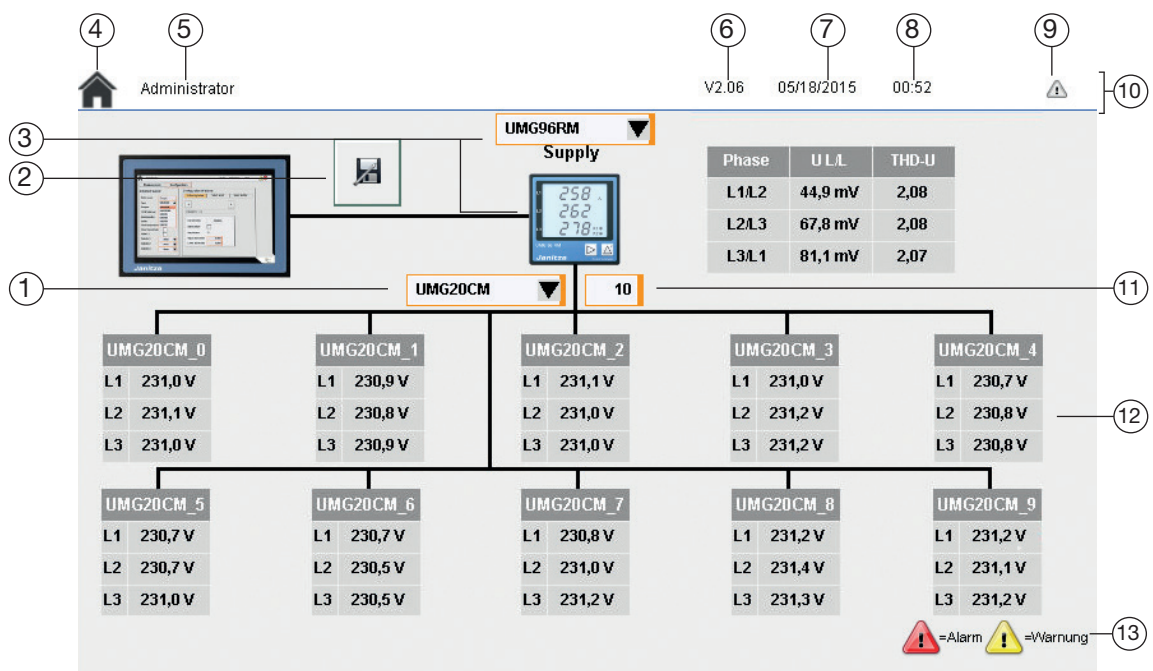 4 5 6 7 8 9
Administrator V2.06 05/18/2015 00:52 10
3 UMG96RM
Supply
2
Phase U L/L THD-U
L1/L2 44,9 mV 2,08
L2/L3 67,8 mV 2,08
L3/L1 81,1 mV 2,07
258
262
278
Janitza
Janitza
1 UMG20CM 10 11
UMG20CM_0 UMG20CM_1 UMG20CM_2 UMG20CM_3 UMG20CM_4
L1 231,0 V L1 230,9 V L1 231,1 V L1 231,0 V L1 230,7 V
L2 231,1 V L2 230,8 V L2 231,0 V L2 231,2 V L2 230,8 V 12
L3 231,0 V L3 230,9 V L3 231,0 V L3 231,2 V L3 230,8 V
UMG20CM_5 UMG20CM_6 UMG20CM_7 UMG20CM_8 UMG20CM_9
L1 230,7 V L1 230,7 V L1 230,8 V L1 231,2 V L1 231,2 V
L2 230,7 V L2 230,5 V L2 231,0 V L2 231,4 V L2 231,1 V
L3 231,0 V L3 230,5 V L3 231,2 V L3 231,3 V L3 231,2 V
=Alarm =Warnung 13